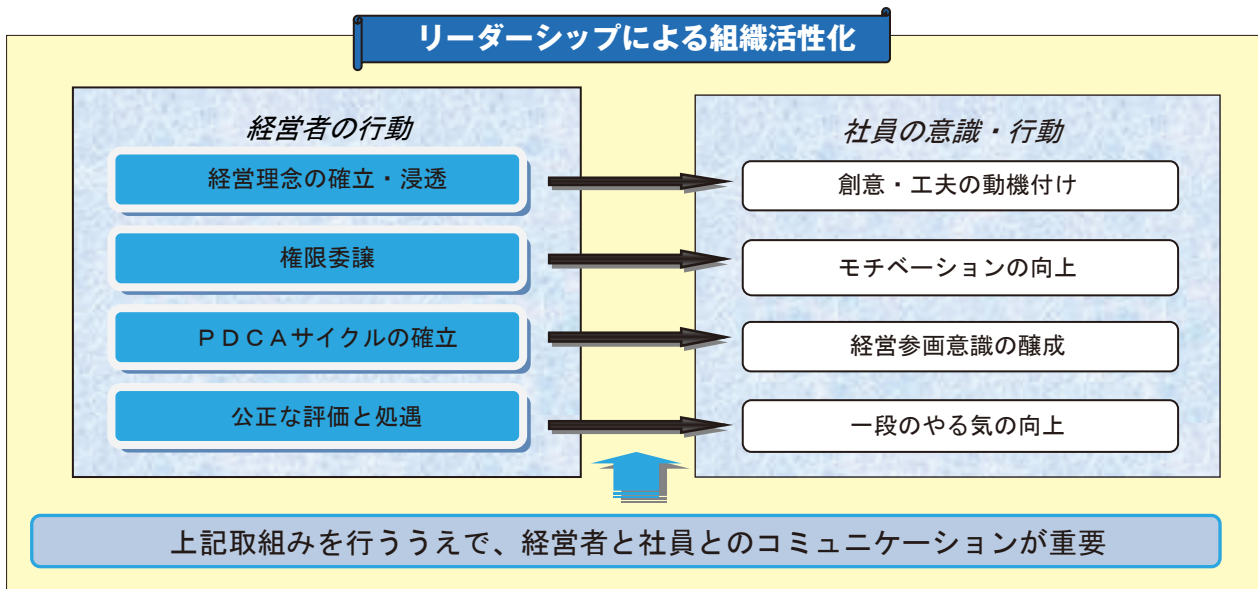 リーダーシップによる組織活性化
経営者の行動
経営理念の確立・浸透
権限委譲
ＰＤＣＡサイクルの確立
公正な評価と処遇
社員の意識・行動
創意・工夫の動機付け
モチベーションの向上
経営参画意識の醸成
一段のやる気の向上
上記取組みを行ううえで、経営者と社員とのコミュニケーションが重要